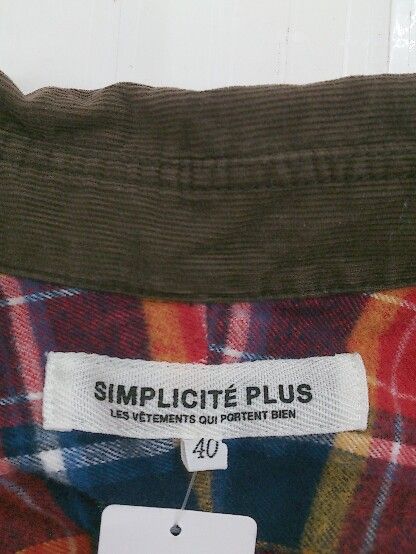 SIMPLICITÉ PLUS
LES VÊTEMENTS QUI PORTENT BIEN
40